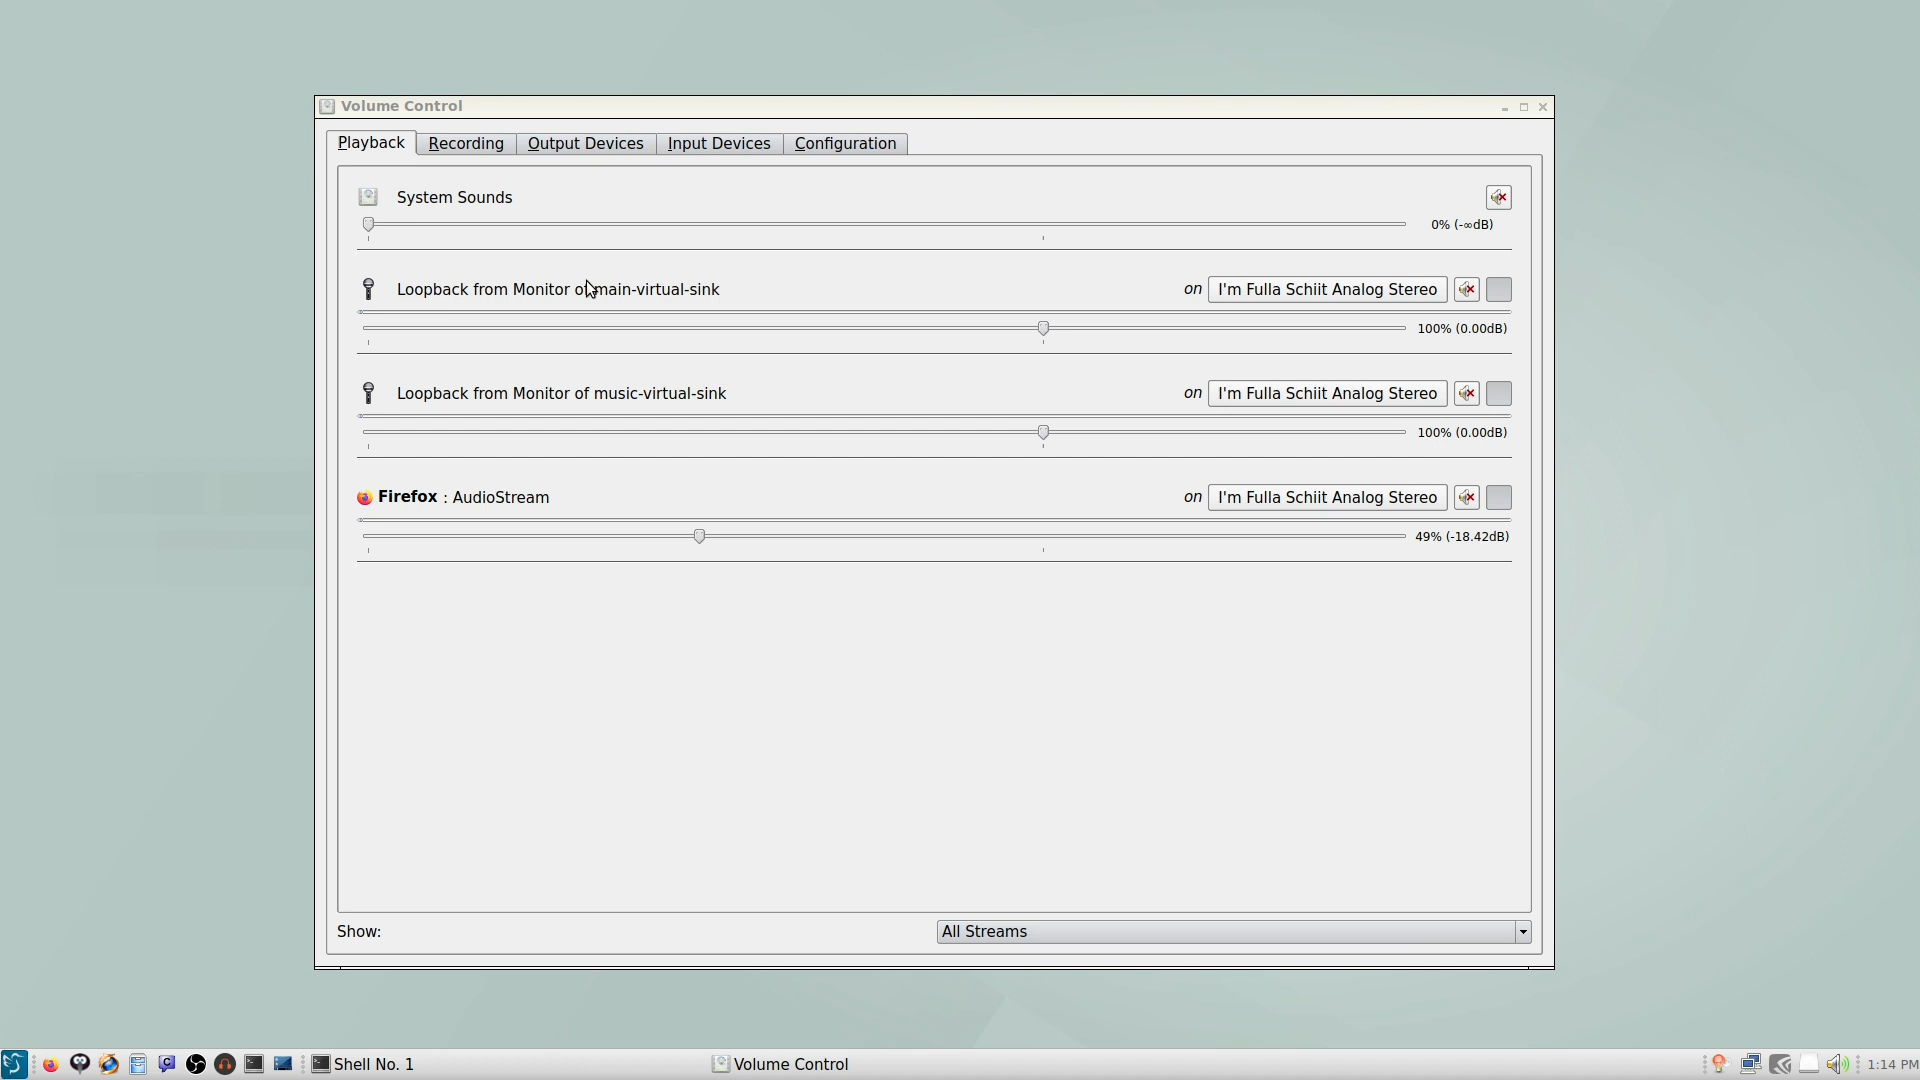 Volume Control
Playback Recording Output Devices Input Devices Configuration
System Sounds
0% (-∞dB)
Loopback from Monitor of main-virtual-sink on I'm Fulla Schiit Analog Stereo
100% (0.00dB)
Loopback from Monitor of music-virtual-sink on I'm Fulla Schiit Analog Stereo
100% (0.00dB)
Firefox : AudioStream on I'm Fulla Schiit Analog Stereo
49% (-18.42dB)
Show: All Streams
Shell No. 1 Volume Control 1:14 PM